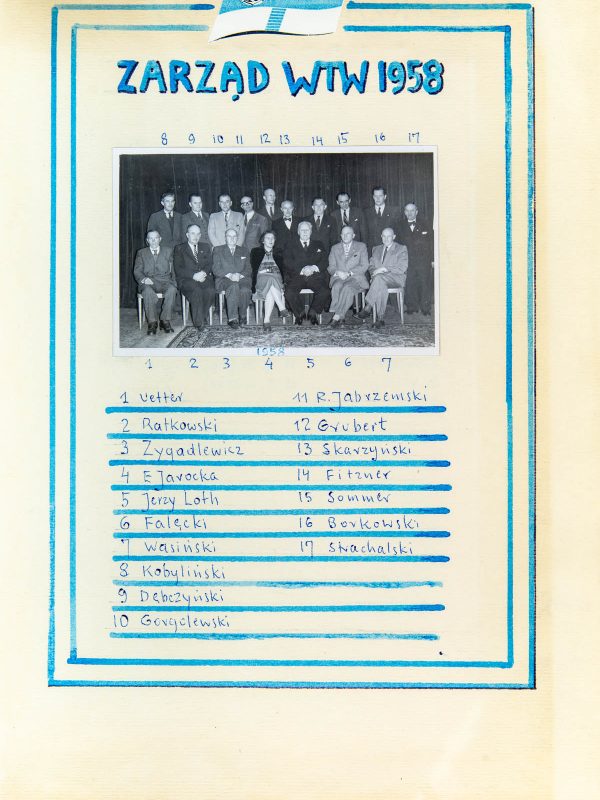 ZARZĄD WTW 1958
8 9 10 11 12 13 14 15 16 17
1958
1 2 3 4 5 6 7
1 Vetter 11 R. Jabrzemski
2 Ratkowski 12 Grubert
3 Zygadlewicz 13 Skarzyński
4 E Jarocka 14 Fitzner
5 Jerzy Loth 15 Sommer
6 Fałęcki 16 Borkowski
7 Wasiński 17 Strachalski
8 Kobyliński
9 Dębczyński
10 Gorgolewski